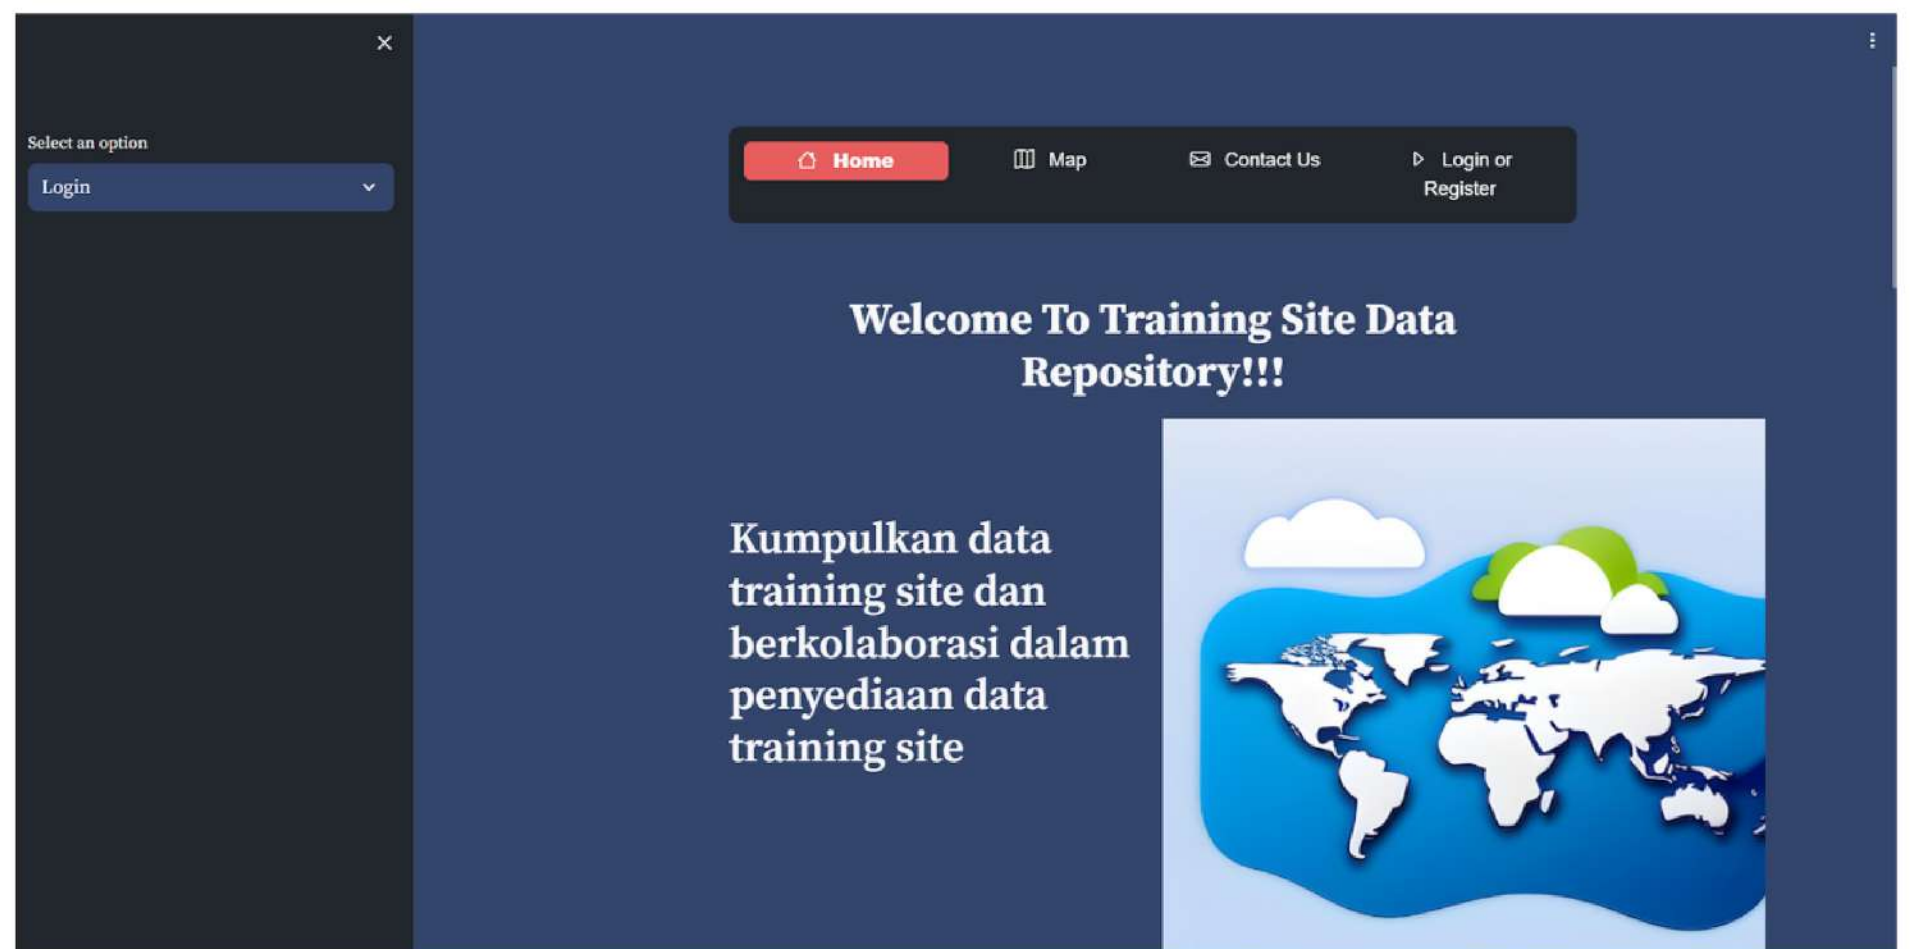 Select an option
Login
Home
Map
Contact Us
Login or
Register
Welcome To Training Site Data
Repository!!!
Kumpulkan data
training site dan
berkolaborasi dalam
penyediaan data
training site